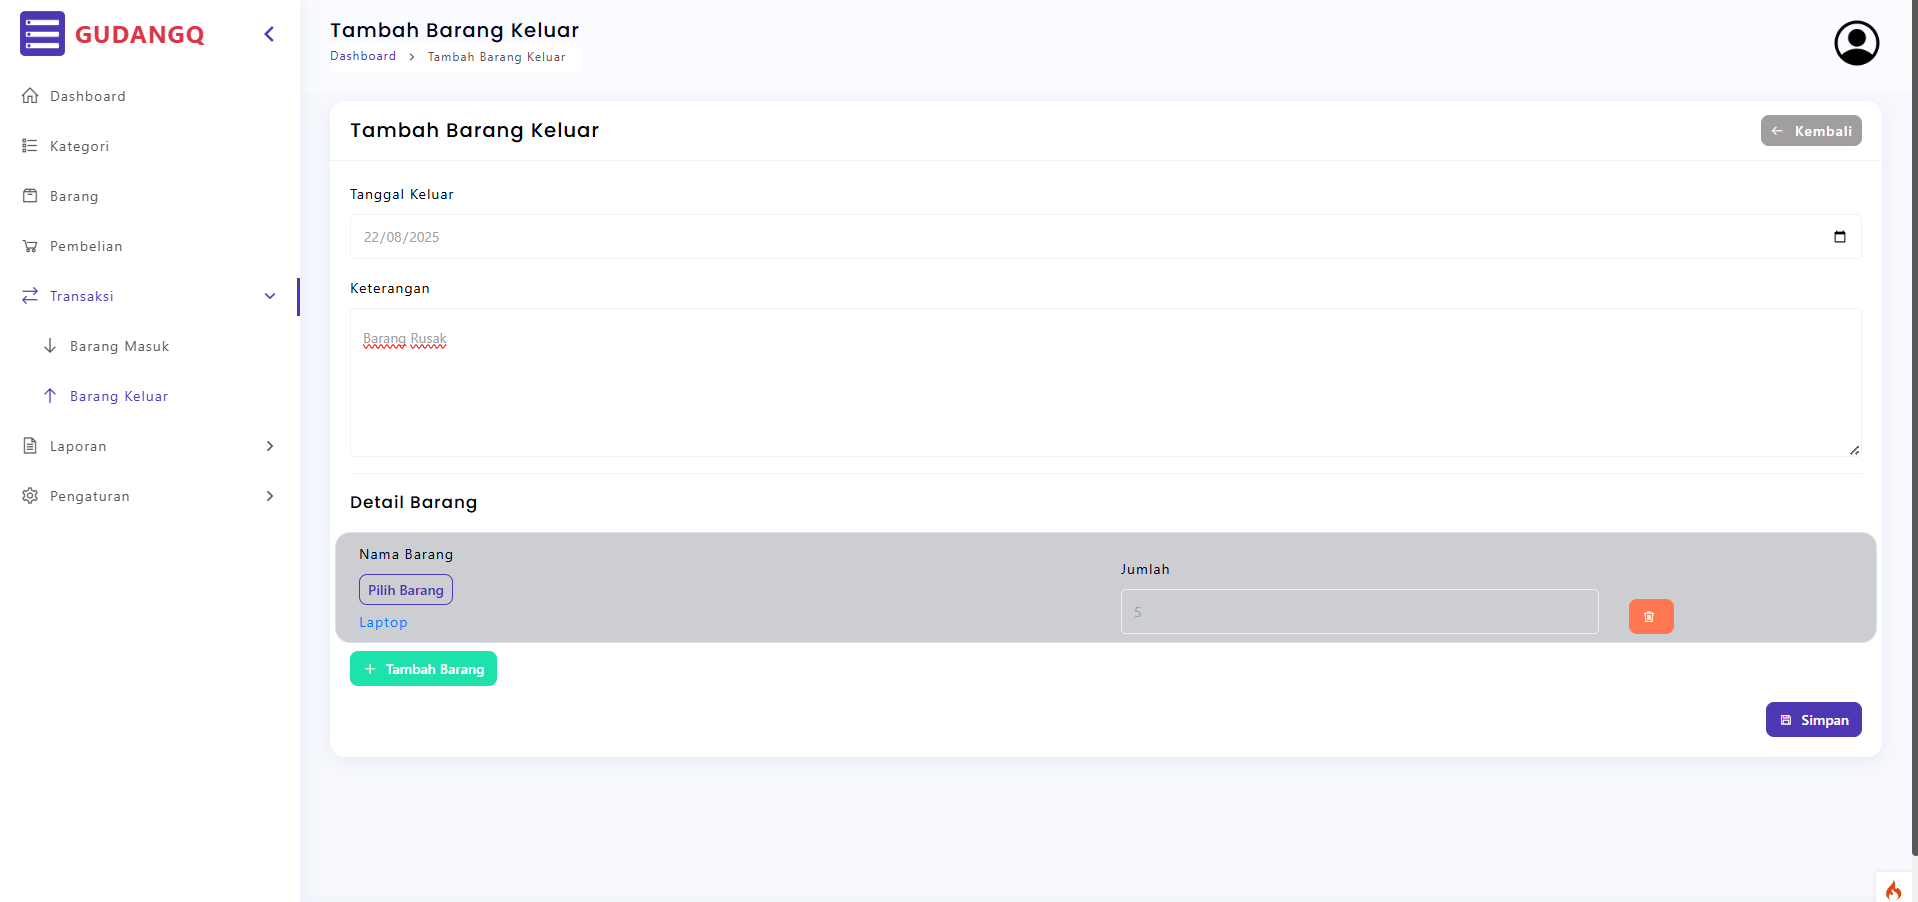 GUDANGQ
Dashboard
Kategori
Barang
Pembelian
Transaksi
Barang Masuk
Barang Keluar
Laporan
Pengaturan
Tambah Barang Keluar
Dashboard > Tambah Barang Keluar
Tambah Barang Keluar
Kembali
Tanggal Keluar
22/08/2025
Keterangan
Barang Rusak
Detail Barang
Nama Barang
Pilih Barang
Laptop
Jumlah
5
+ Tambah Barang
Simpan